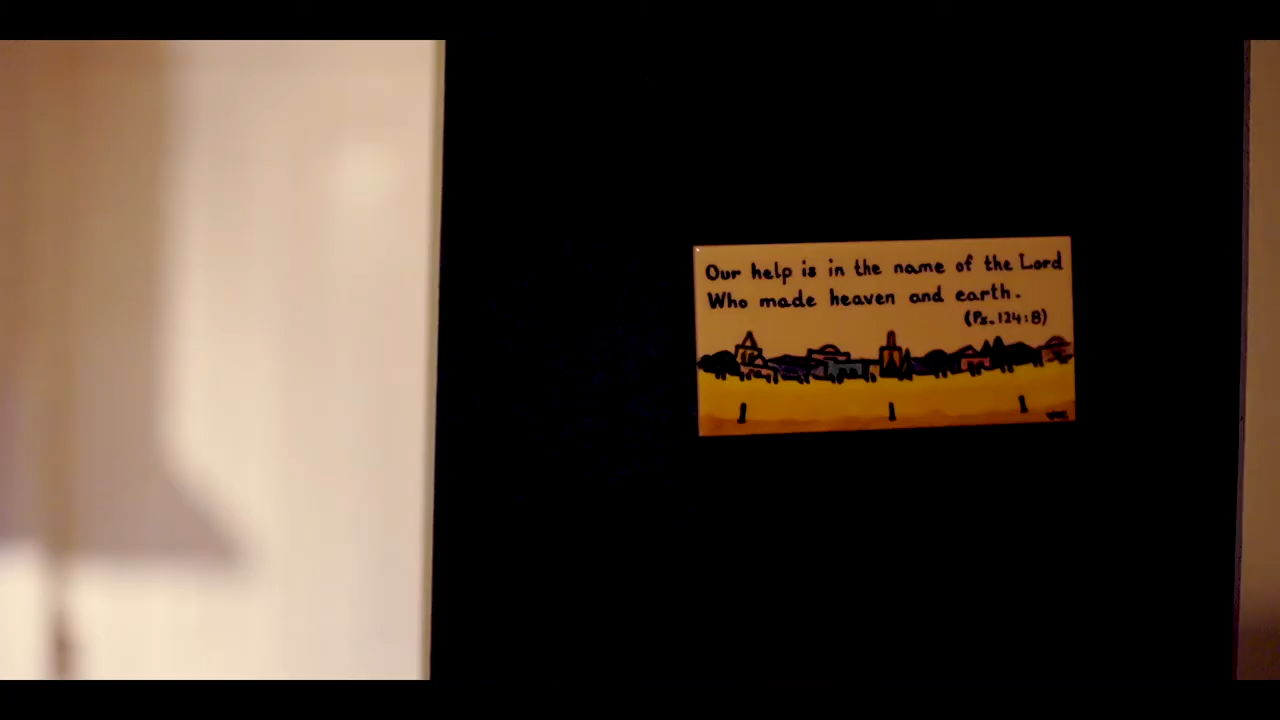 Our help is in the name of the Lord
Who made heaven and earth.
(Ps. 124:8)